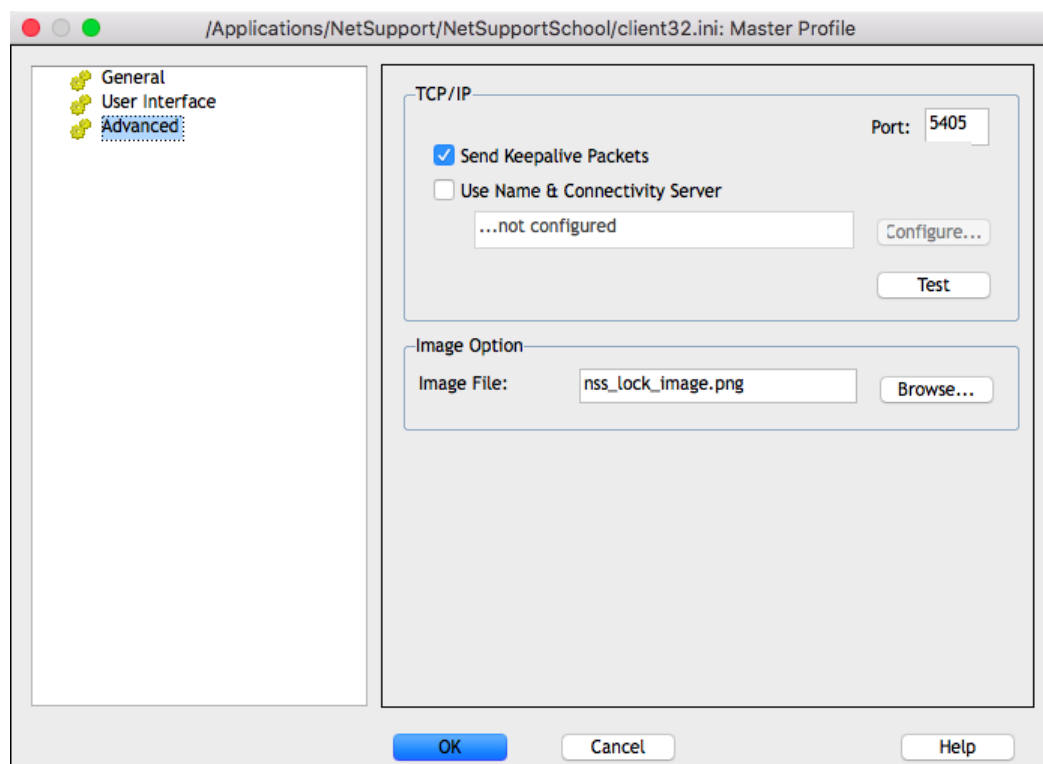 /Applications/NetSupport/NetSupportSchool/client32.ini: Master Profile
General
User Interface
Advanced
TCP/IP
Port: 5405
Send Keepalive Packets
Use Name & Connectivity Server
...not configured
Configure...
Test
Image Option
Image File: nss_lock_image.png Browse...
OK Cancel Help